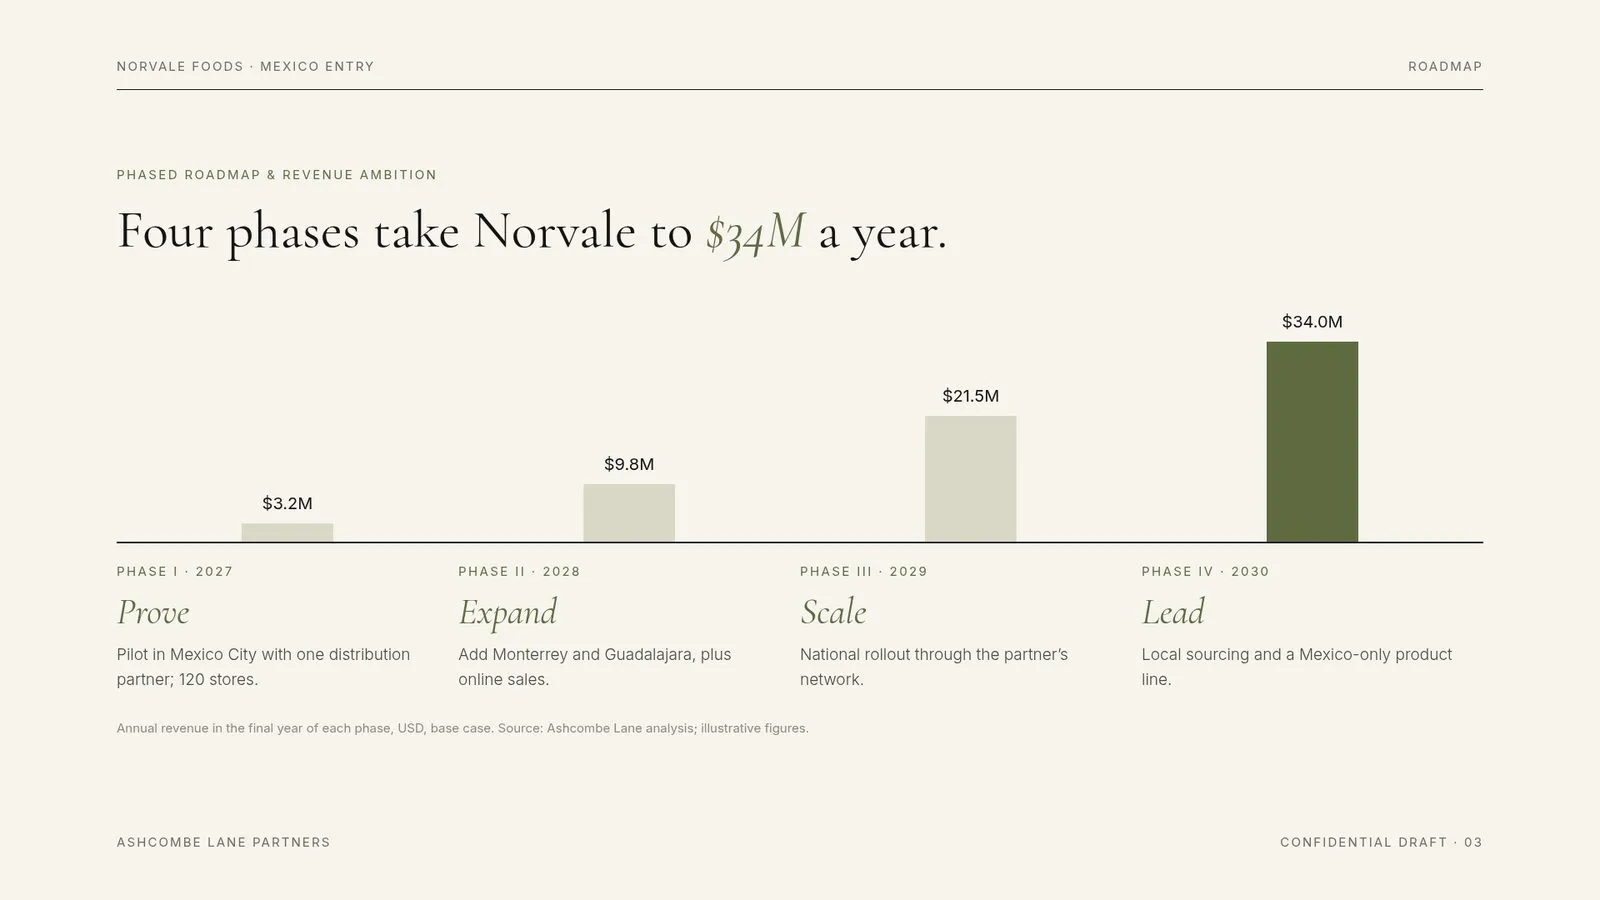 NORVALE FOODS · MEXICO ENTRY
ROADMAP
PHASED ROADMAP & REVENUE AMBITION
Four phases take Norvale to $34M a year.
$3.2M
$9.8M
$21.5M
$34.0M
PHASE I · 2027
Prove
Pilot in Mexico City with one distribution
partner; 120 stores.
PHASE II · 2028
Expand
Add Monterrey and Guadalajara, plus
online sales.
PHASE III · 2029
Scale
National rollout through the partner’s
network.
PHASE IV · 2030
Lead
Local sourcing and a Mexico-only product
line.
Annual revenue in the final year of each phase, USD, base case. Source: Ashcombe Lane analysis; illustrative figures.
ASHCOMBE LANE PARTNERS
CONFIDENTIAL DRAFT · 03